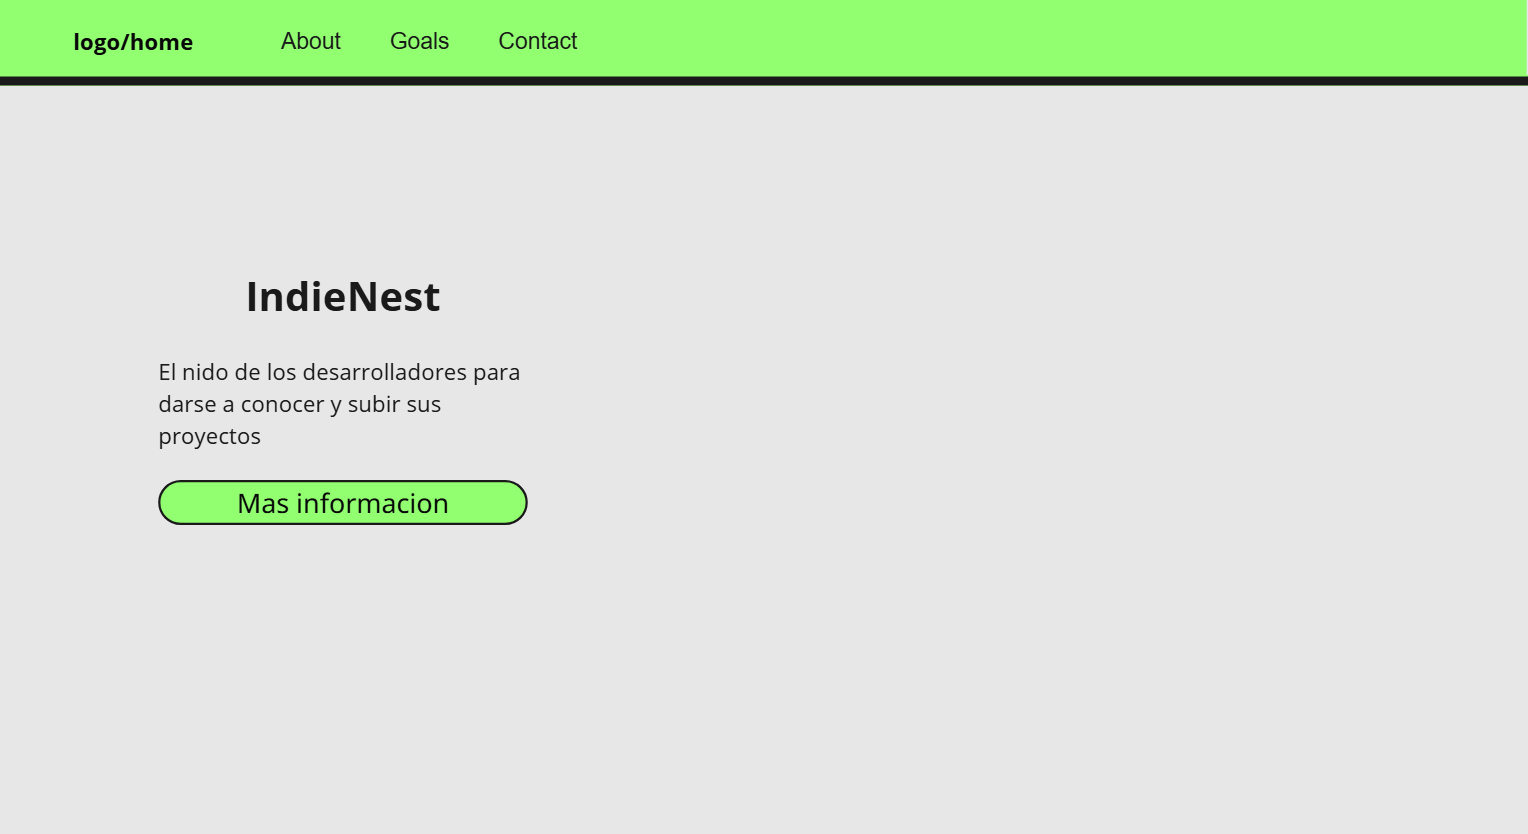 logo/home About Goals Contact
IndieNest
El nido de los desarrolladores para
darse a conocer y subir sus
proyectos
Mas informacion